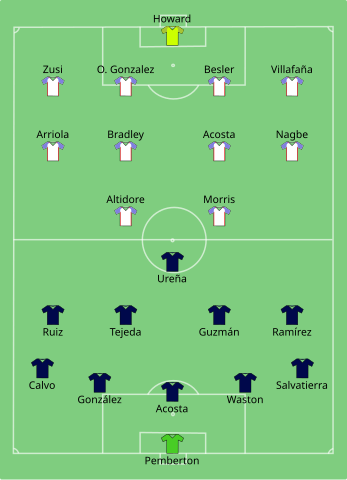 Howard
Zusi O. Gonzalez Besler Villafaña
Arriola Bradley Acosta Nagbe
Altidore Morris
Ureña
Ruiz Tejeda Guzmán Ramírez
Calvo González Acosta Waston Salvatierra
Pemberton